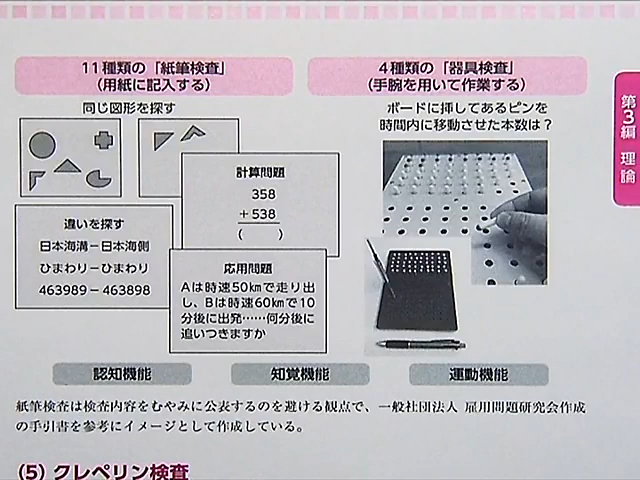 11種類の「紙筆検査」
(用紙に記入する)
同じ図形を探す
計算問題
358
+538
(　　)
違いを探す
日本海溝−日本海側
ひまわり−ひまわり
463989−463898
応用問題
Aは時速50㎞で走り出
し、Bは時速60㎞で10
分後に出発……何分後に
追いつきますか
4種類の「器具検査」
(手腕を用いて作業する)
ボードに挿してあるピンを
時間内に移動させた本数は？
認知機能
知覚機能
運動機能
紙筆検査は検査内容をむやみに公表するのを避ける観点で、一般社団法人 雇用問題研究会作成
の手引書を参考にイメージとして作成している。
(5) クレペリン検査
第3編 理論